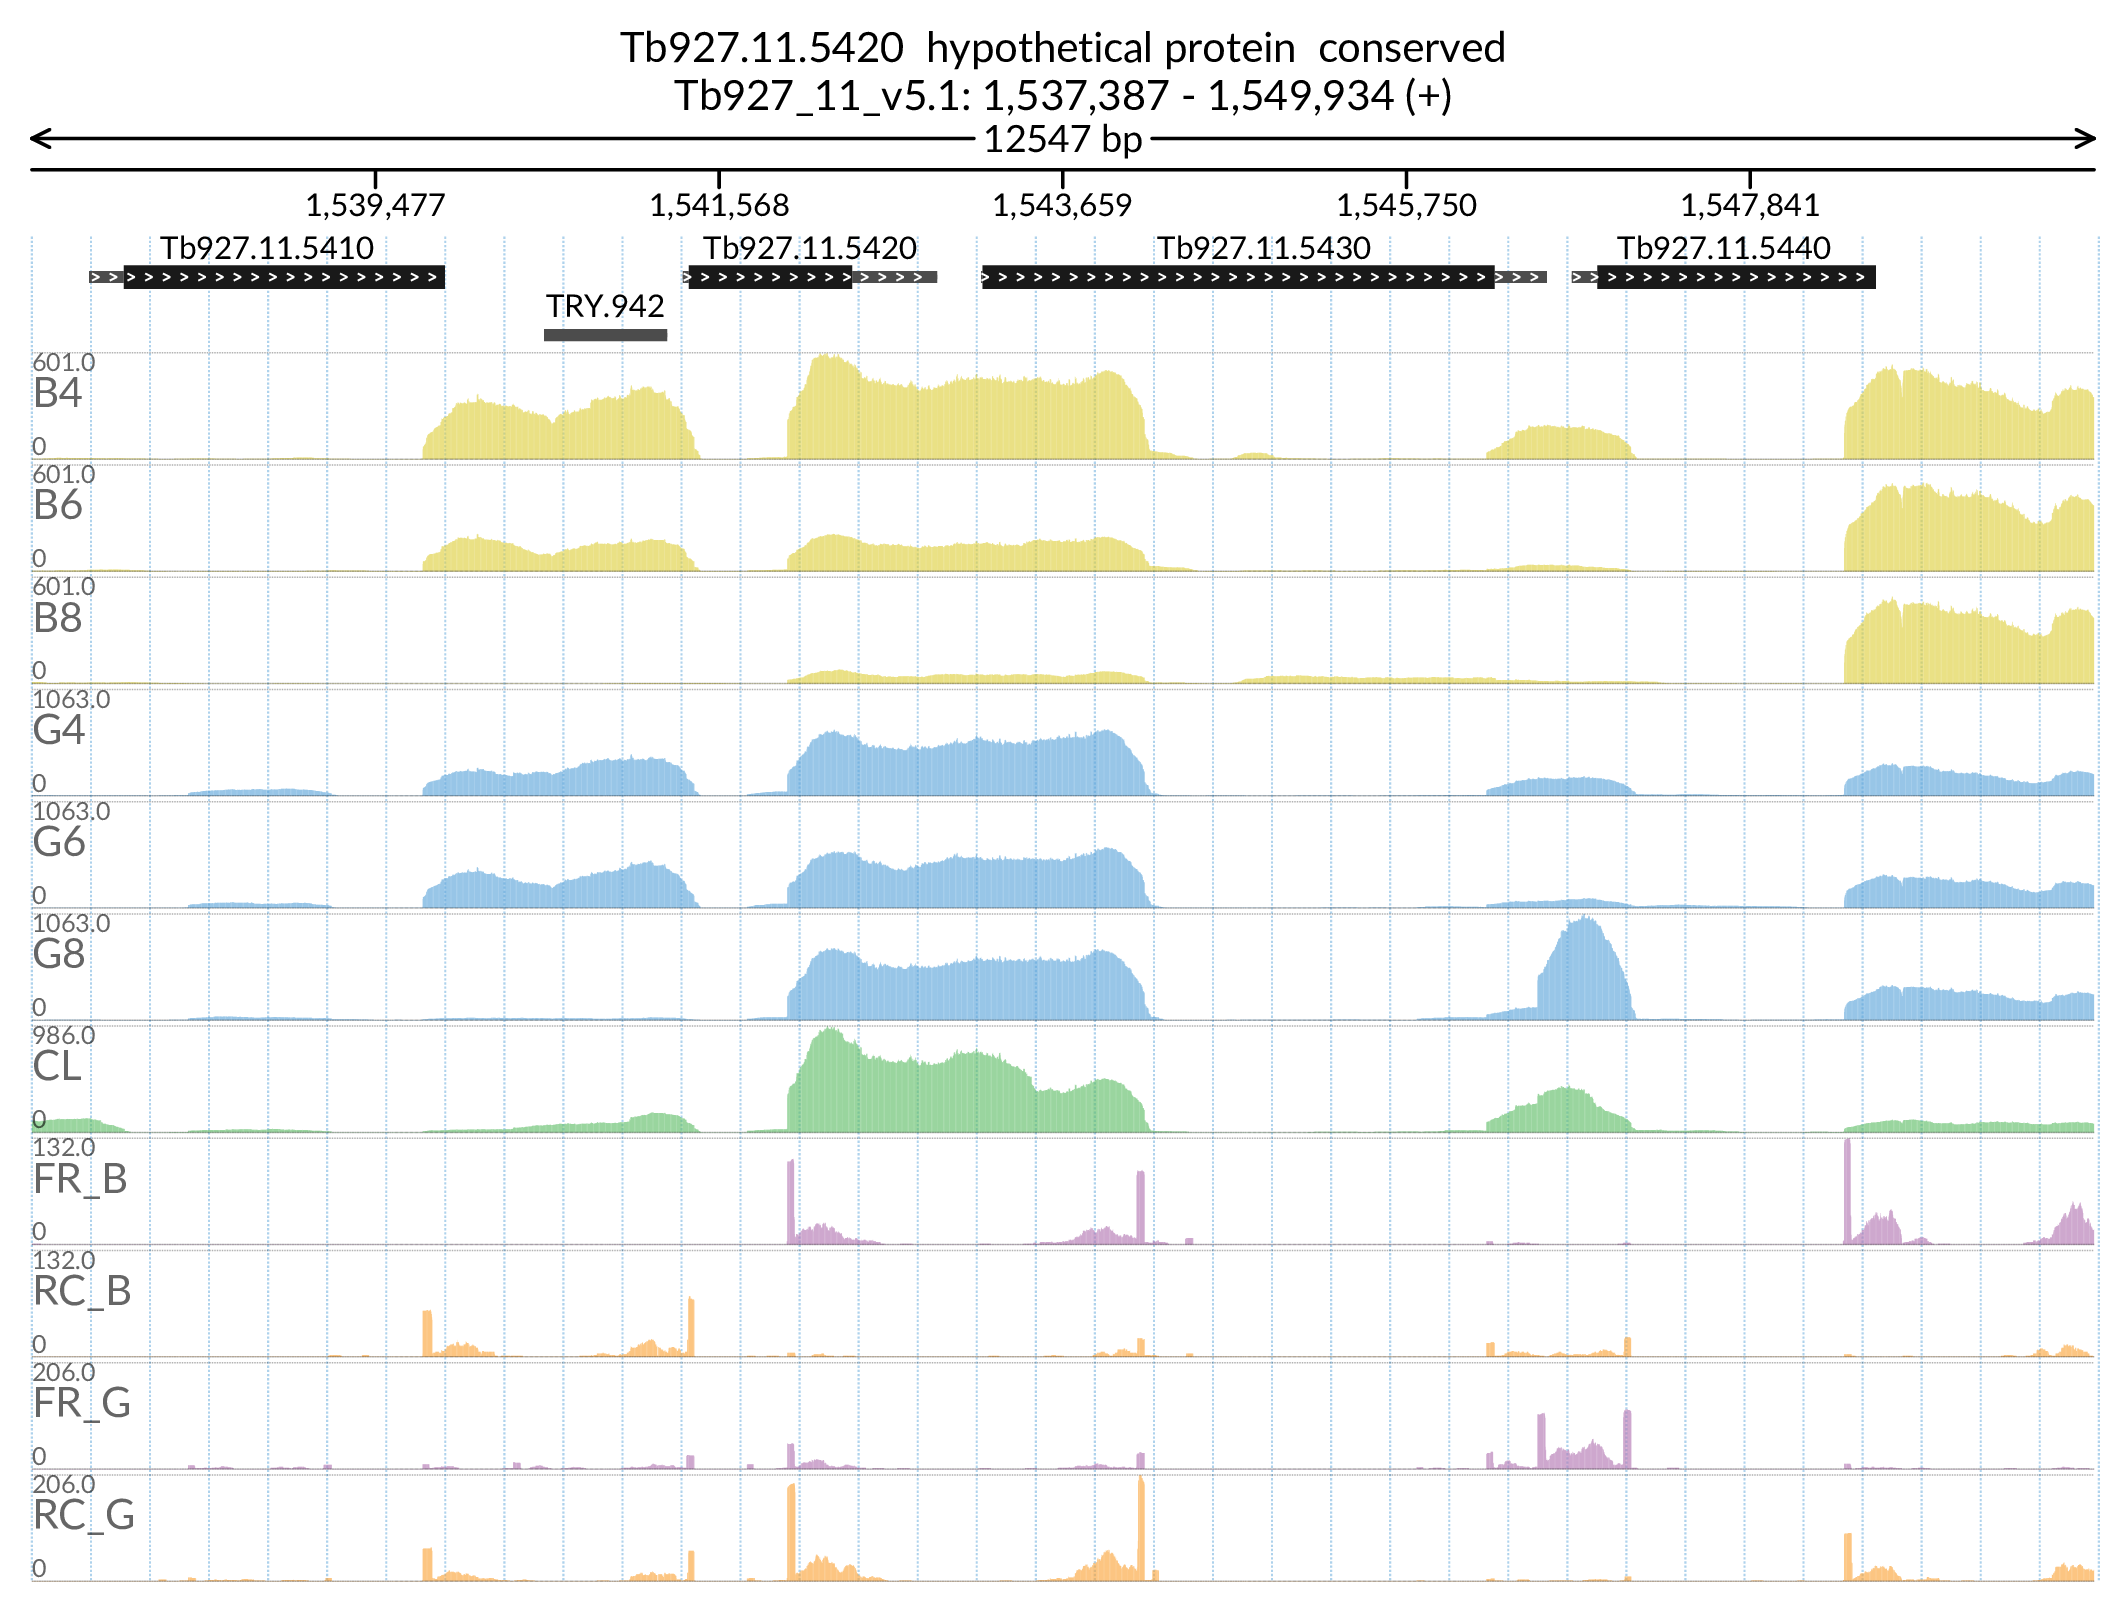 Tb927.11.5420  hypothetical protein  conserved
Tb927_11_v5.1: 1,537,387 - 1,549,934 (+)
12547 bp
1,539,477 1,541,568 1,543,659 1,545,750 1,547,841
Tb927.11.5410 Tb927.11.5420 Tb927.11.5430 Tb927.11.5440
TRY.942
601.0
B4
0
601.0
B6
0
601.0
B8
0
1063.0
G4
0
1063.0
G6
0
1063.0
G8
0
986.0
CL
0
132.0
FR_B
0
132.0
RC_B
0
206.0
FR_G
0
206.0
RC_G
0